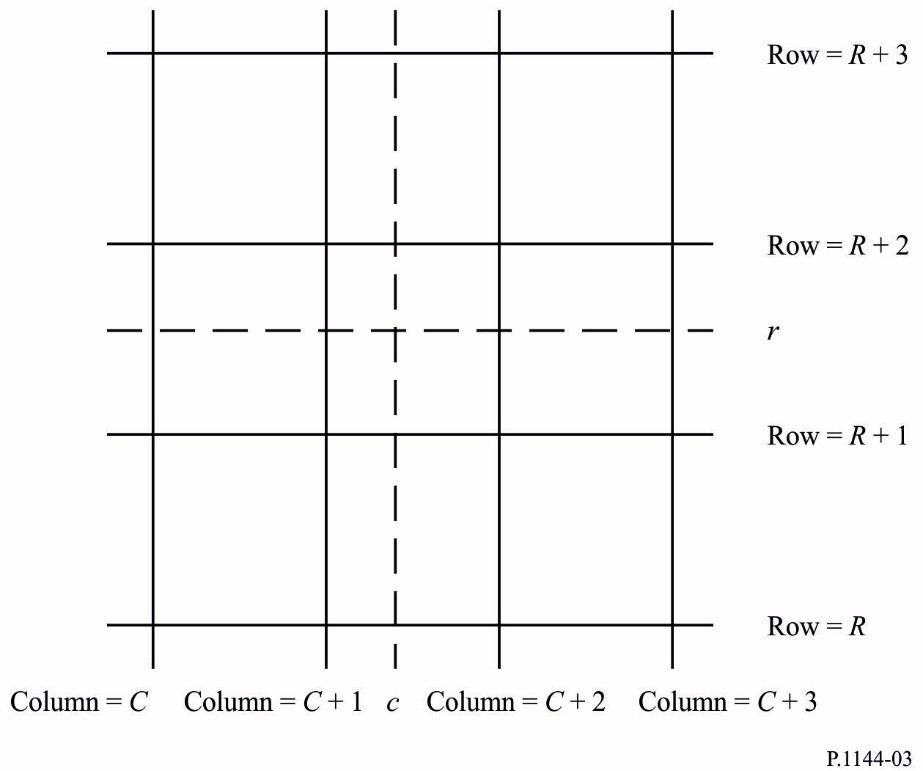 Row = R + 3
Row = R + 2
r
Row = R + 1
Row = R
Column = C Column = C + 1 c Column = C + 2 Column = C + 3
P.1144-03